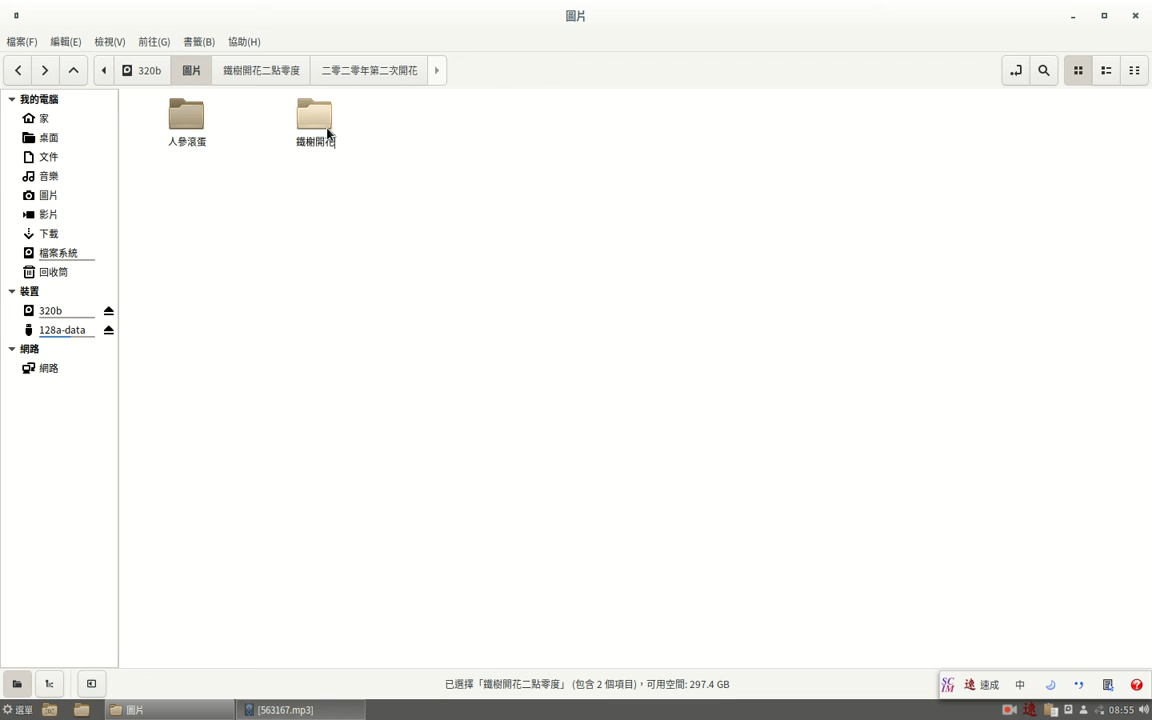 圖片
檔案(F) 編輯(E) 檢視(V) 前往(G) 書籤(B) 協助(H)
320b 圖片 鐵樹開花二點零度 二零二零年第二次開花
我的電腦
家
桌面
文件
音樂
圖片
影片
下載
檔案系統
回收筒
裝置
320b
128a-data
網路
網路
人參滾蛋
鐵樹開花
已選擇「鐵樹開花二點零度」 (包含 2 個項目)，可用空間: 297.4 GB
SCIM 速 速成 中
選單 圖片 [563167.mp3] 速 08:55